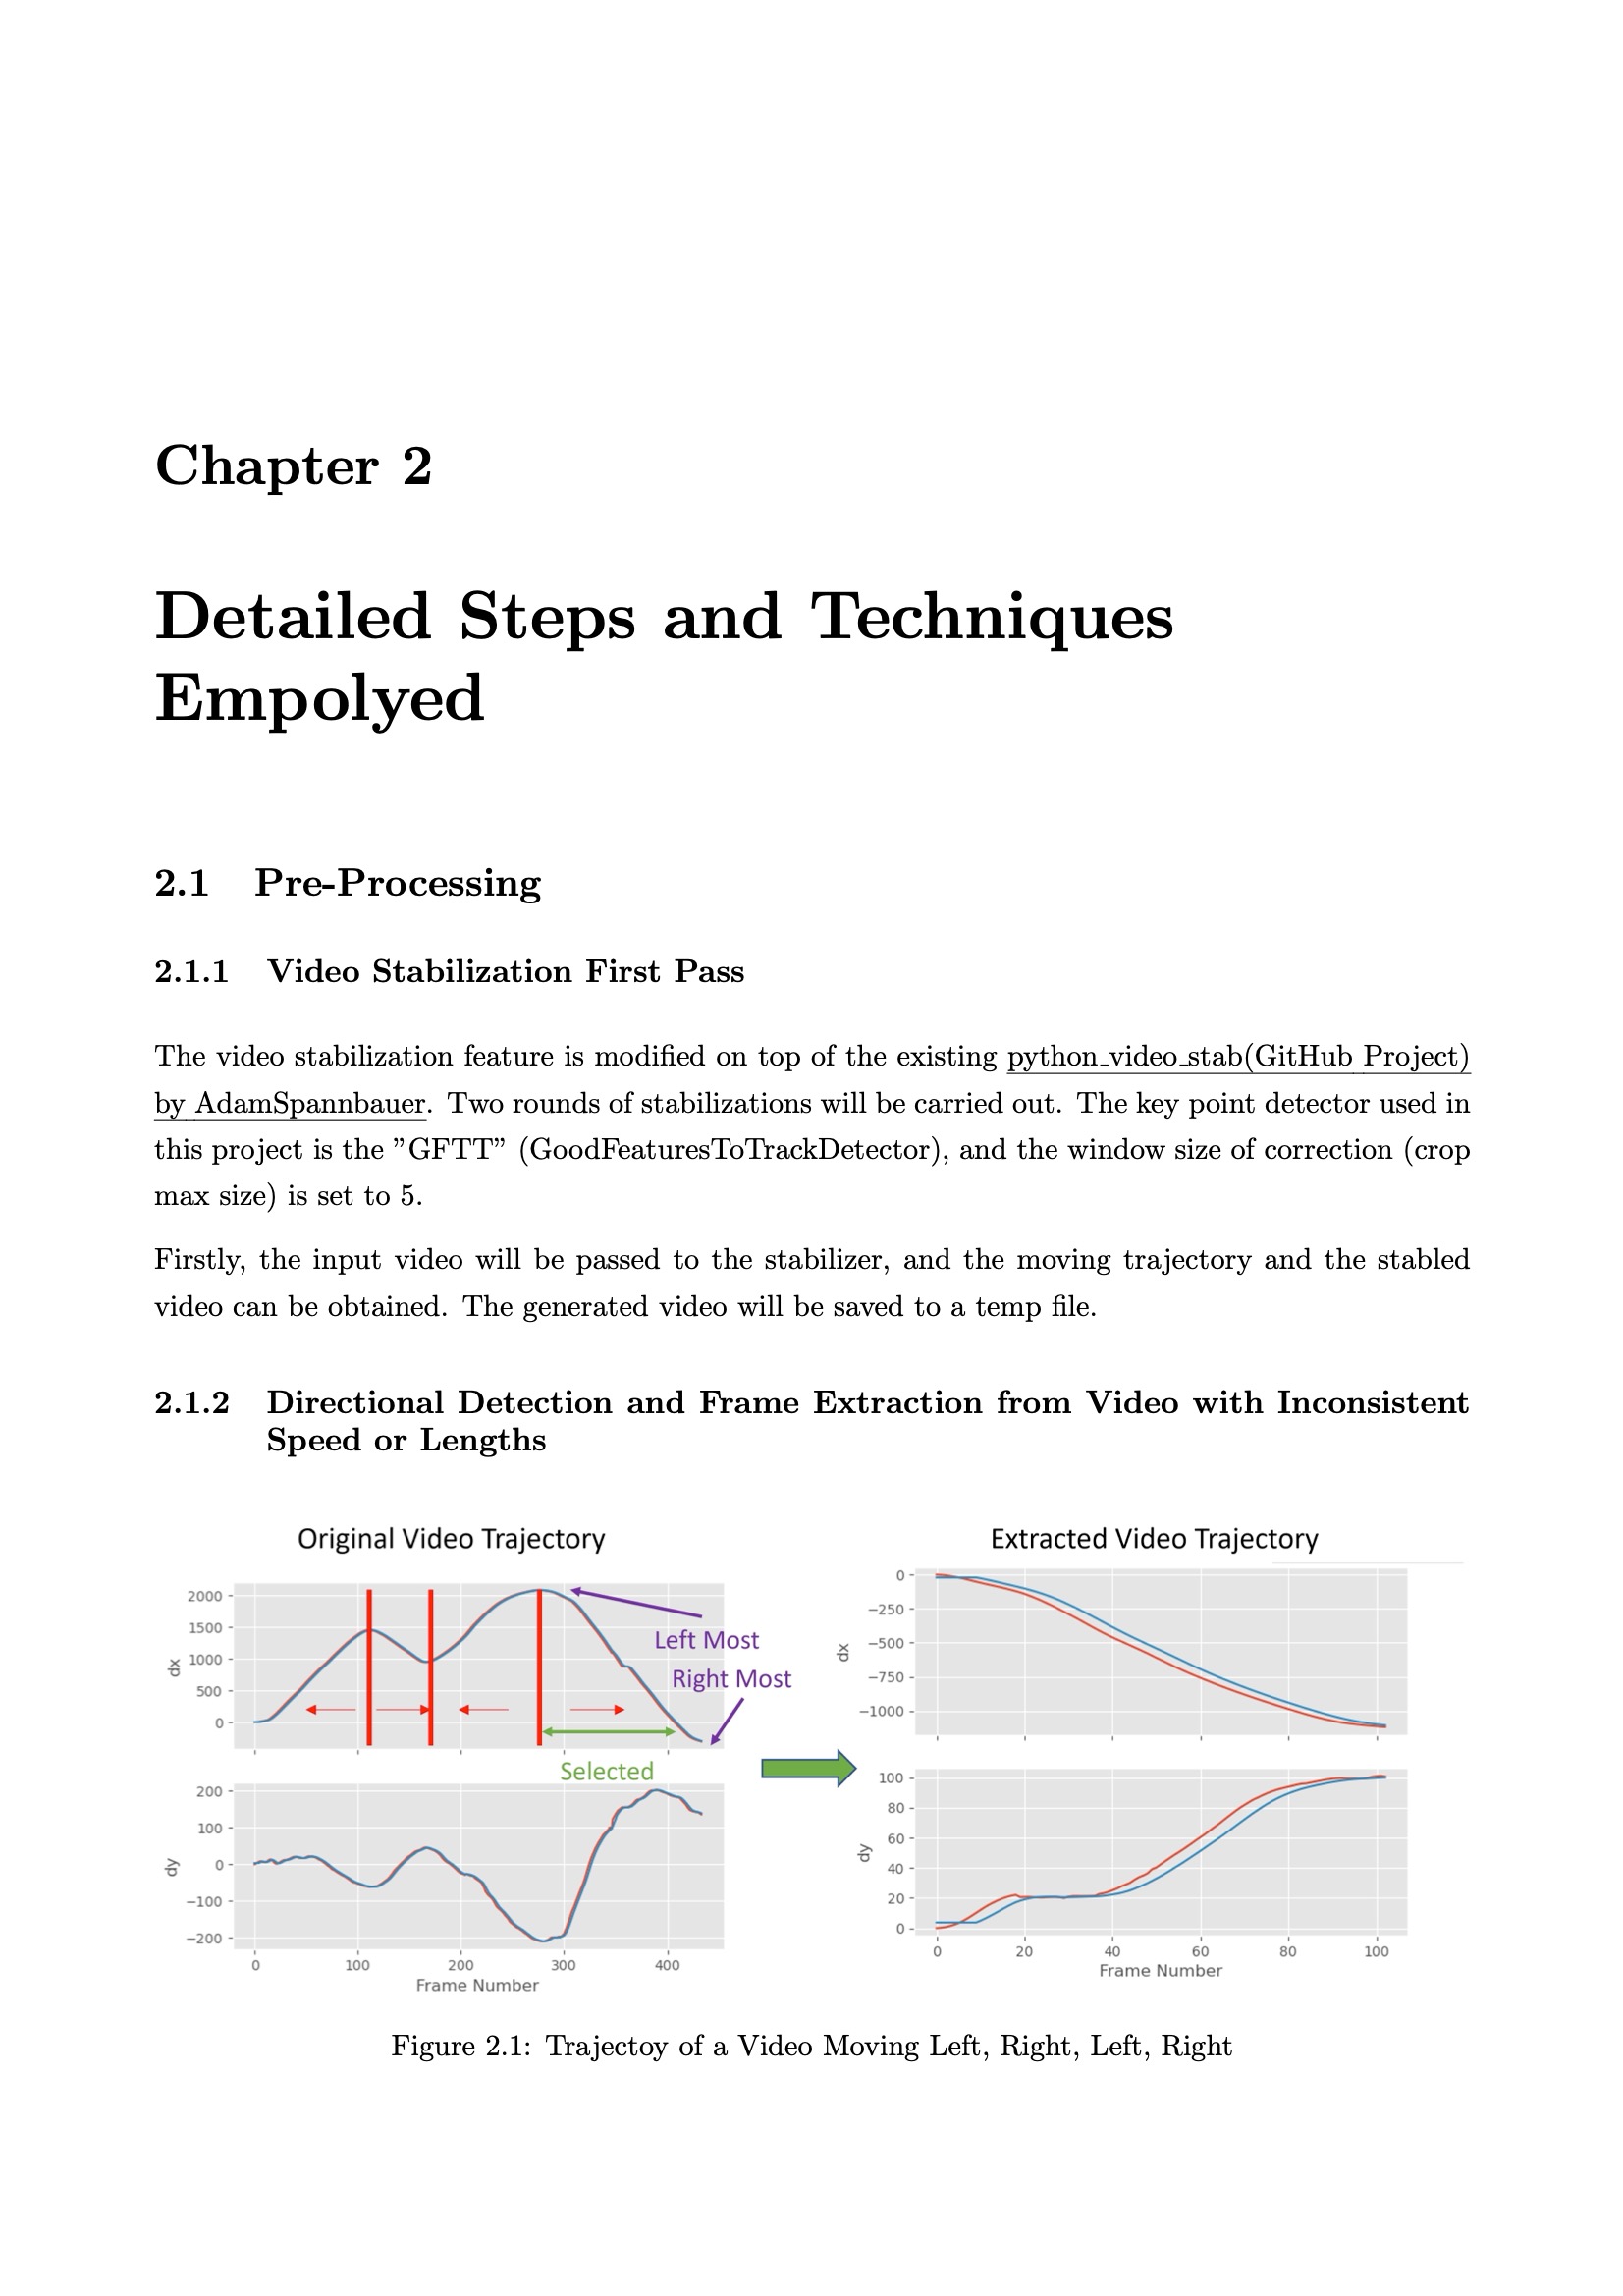 Chapter 2
Detailed Steps and Techniques
Empolyed
2.1 Pre-Processing
2.1.1 Video Stabilization First Pass
The video stabilization feature is modified on top of the existing python_video_stab(GitHub Project)
by AdamSpannbauer. Two rounds of stabilizations will be carried out. The key point detector used in
this project is the ”GFTT” (GoodFeaturesToTrackDetector), and the window size of correction (crop
max size) is set to 5.
Firstly, the input video will be passed to the stabilizer, and the moving trajectory and the stabled
video can be obtained. The generated video will be saved to a temp file.
2.1.2 Directional Detection and Frame Extraction from Video with Inconsistent
Speed or Lengths
Original Video Trajectory
2000
1500
1000
500
0
dx
Left Most
Right Most
Selected
200
100
0
−100
−200
dy
0 100 200 300 400
Frame Number
Extracted Video Trajectory
0
−250
−500
−750
−1000
dx
100
80
60
40
20
0
dy
0 20 40 60 80 100
Frame Number
Figure 2.1: Trajectoy of a Video Moving Left, Right, Left, Right